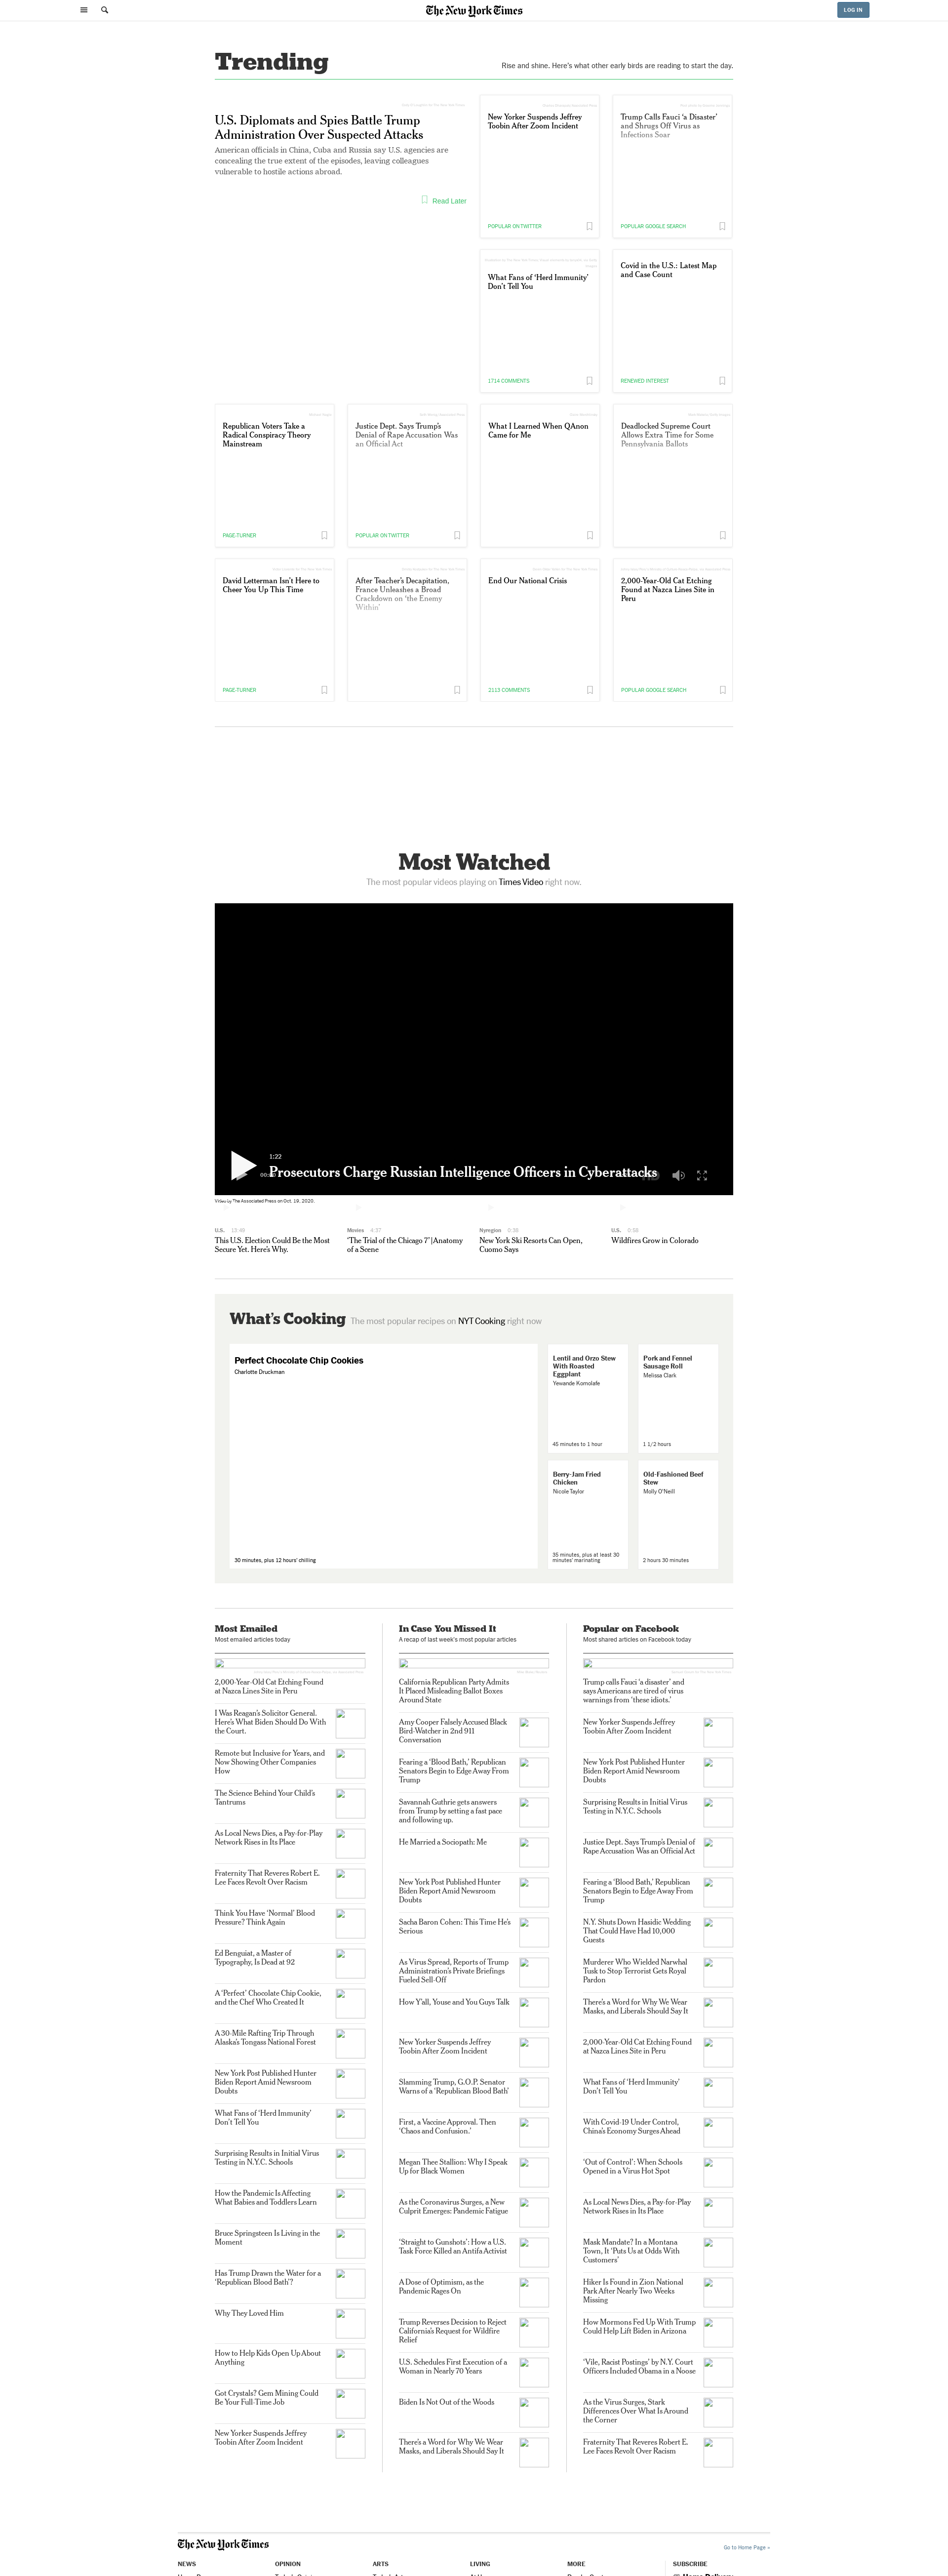 The New York Times
LOG IN
Trending
Rise and shine. Here's what other early birds are reading to start the day.
U.S. Diplomats and Spies Battle Trump
Administration Over Suspected Attacks
American officials in China, Cuba and Russia say U.S. agencies are
concealing the true extent of the episodes, leaving colleagues
vulnerable to hostile actions abroad.
Read Later
New Yorker Suspends Jeffrey
Toobin After Zoom Incident
POPULAR ON TWITTER
Trump Calls Fauci ‘a Disaster’
and Shrugs Off Virus as
Infections Soar
POPULAR GOOGLE SEARCH
What Fans of ‘Herd Immunity’
Don’t Tell You
1714 COMMENTS
Covid in the U.S.: Latest Map
and Case Count
RENEWED INTEREST
Republican Voters Take a
Radical Conspiracy Theory
Mainstream
PAGE-TURNER
Justice Dept. Says Trump’s
Denial of Rape Accusation Was
an Official Act
POPULAR ON TWITTER
What I Learned When QAnon
Came for Me
Deadlocked Supreme Court
Allows Extra Time for Some
Pennsylvania Ballots
David Letterman Isn’t Here to
Cheer You Up This Time
PAGE-TURNER
After Teacher’s Decapitation,
France Unleashes a Broad
Crackdown on ‘the Enemy
Within’
End Our National Crisis
2113 COMMENTS
2,000-Year-Old Cat Etching
Found at Nazca Lines Site in
Peru
POPULAR GOOGLE SEARCH
Most Watched
The most popular videos playing on Times Video right now.
1:22
Prosecutors Charge Russian Intelligence Officers in Cyberattacks
The Associated Press on Oct. 19, 2020.
U.S. 19:46
This U.S. Election Could Be the Most
Secure Yet. Here’s Why.
Movies 4:37
‘The Trial of the Chicago 7’ | Anatomy
of a Scene
Nyregion 0:38
New York Ski Resorts Can Open,
Cuomo Says
U.S. 0:58
Wildfires Grow in Colorado
What’s Cooking The most popular recipes on NYT Cooking right now
Perfect Chocolate Chip Cookies
Charlotte Druckman
30 minutes, plus 12 hours’ chilling
Lentil and Orzo Stew
With Roasted
Eggplant
Yewande Komolafe
45 minutes to 1 hour
Pork and Fennel
Sausage Roll
Melissa Clark
1 1/2 hours
Berry-Jam Fried
Chicken
Nicole Taylor
35 minutes, plus at least 30
minutes’ marinating
Old-Fashioned Beef
Stew
Molly O’Neill
2 hours 30 minutes
Most Emailed
Most emailed articles today
2,000-Year-Old Cat Etching Found
at Nazca Lines Site in Peru
I Was Reagan’s Solicitor General.
Here’s What Biden Should Do With
the Court.
Remote but Inclusive for Years, and
Now Showing Other Companies
How
The Science Behind Your Child’s
Tantrums
As Local News Dies, a Pay-for-Play
Network Rises in Its Place
Fraternity That Reveres Robert E.
Lee Faces Revolt Over Racism
Think You Have ‘Normal’ Blood
Pressure? Think Again
Ed Benguiat, a Master of
Typography, Is Dead at 92
A ‘Perfect’ Chocolate Chip Cookie,
and the Chef Who Created It
A 30-Mile Rafting Trip Through
Alaska’s Tongass National Forest
New York Post Published Hunter
Biden Report Amid Newsroom
Doubts
What Fans of ‘Herd Immunity’
Don’t Tell You
Surprising Results in Initial Virus
Testing in N.Y.C. Schools
How the Pandemic Is Affecting
What Babies and Toddlers Learn
Bruce Springsteen Is Living in the
Moment
Has Trump Drawn the Water for a
‘Republican Blood Bath’?
Why They Loved Him
How to Help Kids Open Up About
Anything
Got Crystals? Gem Mining Could
Be Your Full-Time Job
New Yorker Suspends Jeffrey
Toobin After Zoom Incident
In Case You Missed It
A recap of last week’s most popular articles
California Republican Party Admits
It Placed Misleading Ballot Boxes
Around State
Amy Cooper Falsely Accused Black
Bird-Watcher in 2nd 911
Conversation
Fearing a ‘Blood Bath,’ Republican
Senators Begin to Edge Away From
Trump
Savannah Guthrie gets answers
from Trump by setting a fast pace
and following up.
He Married a Sociopath: Me
New York Post Published Hunter
Biden Report Amid Newsroom
Doubts
Sacha Baron Cohen: This Time He’s
Serious
As Virus Spread, Reports of Trump
Administration’s Private Briefings
Fueled Sell-Off
How Y’all, Youse and You Guys Talk
New Yorker Suspends Jeffrey
Toobin After Zoom Incident
Slamming Trump, G.O.P. Senator
Warns of a ‘Republican Blood Bath’
First, a Vaccine Approval. Then
‘Chaos and Confusion.’
Megan Thee Stallion: Why I Speak
Up for Black Women
As the Coronavirus Surges, a New
Culprit Emerges: Pandemic Fatigue
‘Straight to Gunshots’: How a U.S.
Task Force Killed an Antifa Activist
A Dose of Optimism, as the
Pandemic Rages On
Trump Reverses Decision to Reject
California’s Request for Wildfire
Relief
U.S. Schedules First Execution of a
Woman in Nearly 70 Years
Biden Is Not Out of the Woods
There’s a Word for Why We Wear
Masks, and Liberals Should Say It
Popular on Facebook
Most shared articles on Facebook today
Trump calls Fauci ‘a disaster’ and
says Americans are tired of virus
warnings from ‘these idiots.’
New Yorker Suspends Jeffrey
Toobin After Zoom Incident
New York Post Published Hunter
Biden Report Amid Newsroom
Doubts
Surprising Results in Initial Virus
Testing in N.Y.C. Schools
Justice Dept. Says Trump’s Denial of
Rape Accusation Was an Official Act
Fearing a ‘Blood Bath,’ Republican
Senators Begin to Edge Away From
Trump
N.Y. Shuts Down Hasidic Wedding
That Could Have Had 10,000
Guests
Murderer Who Wielded Narwhal
Tusk to Stop Terrorist Gets Royal
Pardon
There’s a Word for Why We Wear
Masks, and Liberals Should Say It
2,000-Year-Old Cat Etching Found
at Nazca Lines Site in Peru
What Fans of ‘Herd Immunity’
Don’t Tell You
With Covid-19 Under Control,
China’s Economy Surges Ahead
‘Out of Control’: When Schools
Opened in a Virus Hot Spot
As Local News Dies, a Pay-for-Play
Network Rises in Its Place
Mask Mandate? In a Montana
Town, It ‘Puts Us at Odds With
Customers’
Hiker Is Found in Zion National
Park After Nearly Two Weeks
Missing
How Mormons Fed Up With Trump
Could Help Lift Biden in Arizona
‘Vile, Racist Postings’ by N.Y. Court
Officers Included Obama in a Noose
As the Virus Surges, Stark
Differences Over What Is Around
the Corner
Fraternity That Reveres Robert E.
Lee Faces Revolt Over Racism
The New York Times
Go to Home Page »
NEWS
OPINION
ARTS
LIVING
MORE
SUBSCRIBE